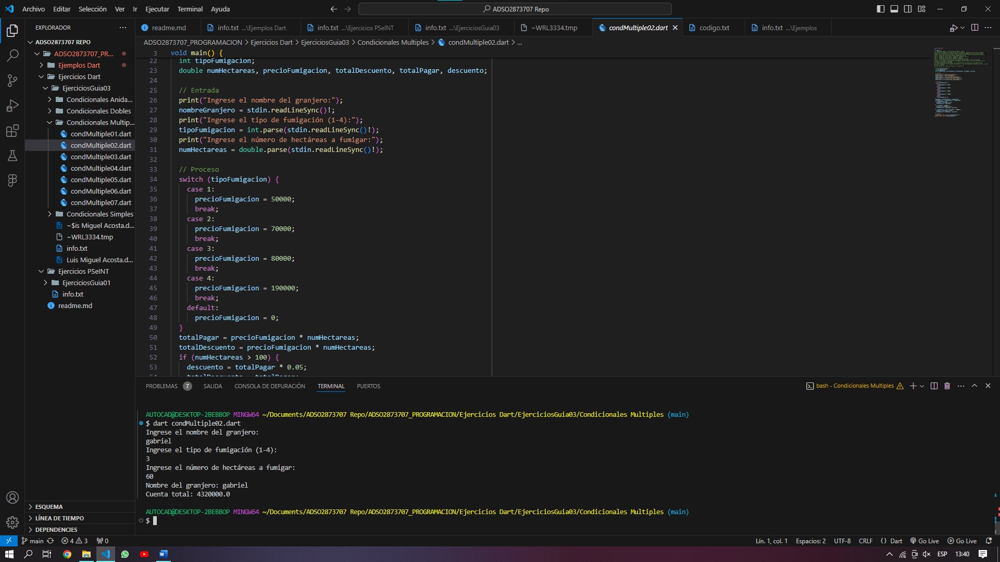 Archivo Editar Selección Ver Ir Ejecutar Terminal Ayuda
ADSO2873707 Repo
EXPLORADOR
readme.md
info.txt ...\Ejemplos Dart
info.txt ...\Ejercicios PSeINT
info.txt ...\EjerciciosGuia03
~WRL3334.tmp
condMultiple02.dart
codigo.txt
info.txt ...\Ejemplos
ADSO2873707_PROGRAMACION > Ejercicios Dart > EjerciciosGuia03 > Condicionales Multiples > condMultiple02.dart > ...
ADSO2873707 REPO
ADSO2873707_PR...
Ejemplos Dart
Ejercicios Dart
EjerciciosGuia03
Condicionales Anida...
Condicionales Dobles
Condicionales Multip...
condMultiple01.dart
condMultiple02.dart
condMultiple03.dart
condMultiple04.dart
condMultiple05.dart
condMultiple06.dart
condMultiple07.dart
Condicionales Simples
~$is Miguel Acosta.d...
~WRL3334.tmp
info.txt
Luis Miguel Acosta.d...
Ejercicios PSeINT
EjerciciosGuia01
info.txt
readme.md
ESQUEMA
LÍNEA DE TIEMPO
DEPENDENCIES
3 void main() {
22 int tipoFumigacion;
23 double numHectareas, precioFumigacion, totalDescuento, totalPagar, descuento;
24
25 // Entrada
26 print("Ingrese el nombre del granjero:");
27 nombreGranjero = stdin.readLineSync()!;
28 print("Ingrese el tipo de fumigación (1-4):");
29 tipoFumigacion = int.parse(stdin.readLineSync()!);
30 print("Ingrese el número de hectáreas a fumigar:");
31 numHectareas = double.parse(stdin.readLineSync()!);
32
33 // Proceso
34 switch (tipoFumigacion) {
35 case 1:
36 precioFumigacion = 50000;
37 break;
38 case 2:
39 precioFumigacion = 70000;
40 break;
41 case 3:
42 precioFumigacion = 80000;
43 break;
44 case 4:
45 precioFumigacion = 190000;
46 break;
47 default:
48 precioFumigacion = 0;
49 }
50 totalPagar = precioFumigacion * numHectareas;
51 totalDescuento = precioFumigacion * numHectareas;
52 if (numHectareas > 100) {
53 descuento = totalPagar * 0.05;
PROBLEMAS 7 SALIDA CONSOLA DE DEPURACIÓN TERMINAL PUERTOS
bash - Condicionales Multiples
AUTOCAD@DESKTOP-2BEBBOP MINGW64 ~/Documents/ADSO2873707 Repo/ADSO2873707_PROGRAMACION/Ejercicios Dart/EjerciciosGuia03/Condicionales Multiples (main)
$ dart condMultiple02.dart
Ingrese el nombre del granjero:
gabriel
Ingrese el tipo de fumigación (1-4):
3
Ingrese el número de hectáreas a fumigar:
60
Nombre del granjero: gabriel
Cuenta total: 4320000.0
AUTOCAD@DESKTOP-2BEBBOP MINGW64 ~/Documents/ADSO2873707 Repo/ADSO2873707_PROGRAMACION/Ejercicios Dart/EjerciciosGuia03/Condicionales Multiples (main)
$
main 4 3 0
Lín. 1, col. 1 Espacios: 2 UTF-8 CRLF {} Dart Go Live Go Live
ESP 13:40